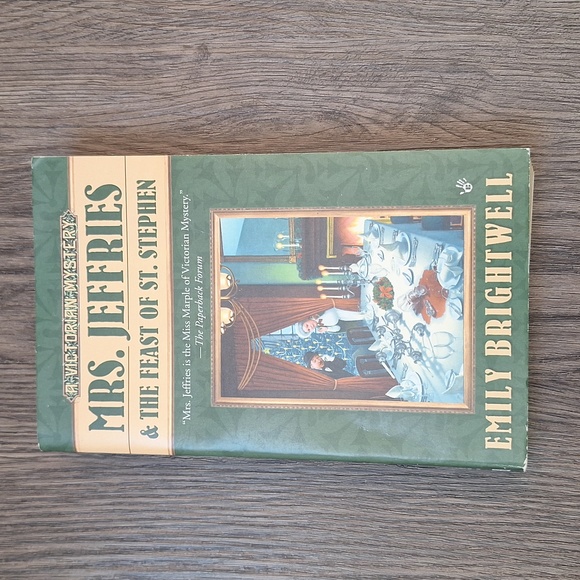 A VICTORIAN MYSTERY
MRS. JEFFRIES
& THE FEAST OF ST. STEPHEN
"Mrs. Jeffries is the Miss Marple of Victorian Mystery."
—The Paperback Forum
EMILY BRIGHTWELL